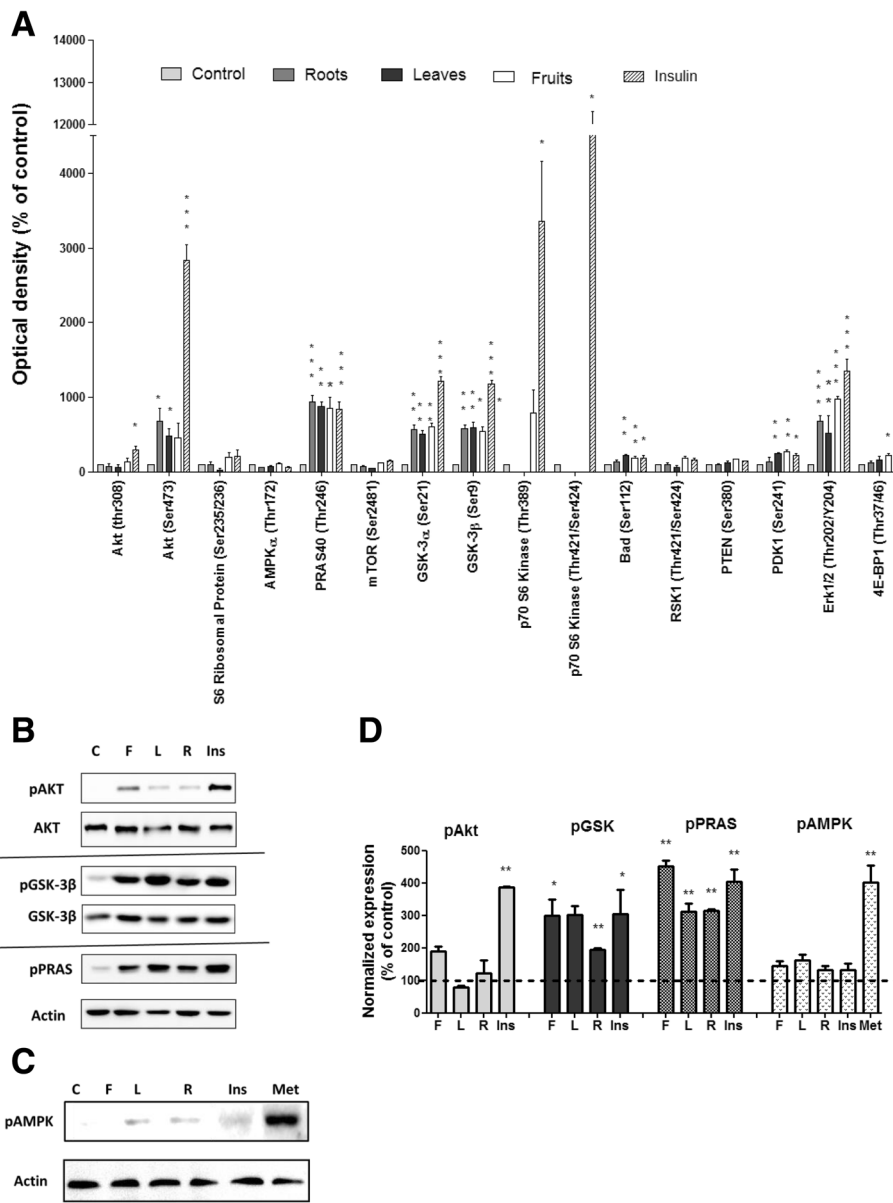 A
14000
13000
12000
4000
3000
2000
1000
0
Optical density (% of control)
Control Roots Leaves Fruits Insulin
Akt (thr308)
Akt (Ser473)
S6 Ribosomal Protein (Ser235/236)
AMPKα (Thr172)
PRAS40 (Thr246)
mTOR (Ser2481)
GSK-3α (Ser21)
GSK-3β (Ser9)
p70 S6 Kinase (Thr389)
p70 S6 Kinase (Thr421/Ser424)
Bad (Ser112)
RSK1 (Thr421/Ser424)
PTEN (Ser380)
PDK1 (Ser241)
Erk1/2 (Thr202/Y204)
4E-BP1 (Thr37/46)
B
C F L R Ins
pAKT
AKT
pGSK-3β
GSK-3β
pPRAS
Actin
C
C F L R Ins Met
pAMPK
Actin
D
pAkt pGSK pPRAS pAMPK
Normalized expression
(% of control)
500
400
300
200
100
0
** * ** * ** ** ** ** **
F L R Ins F L R Ins F L R Ins F L R Ins Met